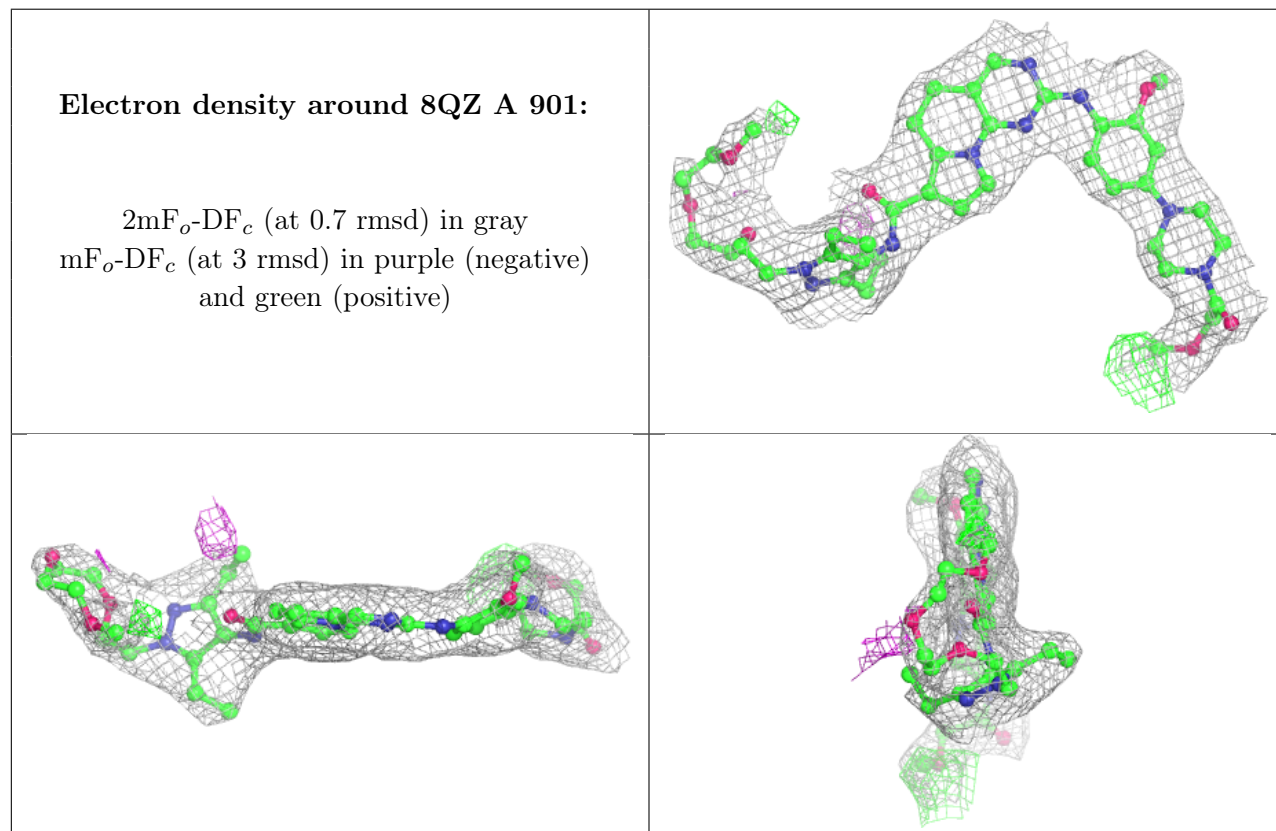 Electron density around 8QZ A 901:
2mFₒ-DF𝒸 (at 0.7 rmsd) in gray
mFₒ-DF𝒸 (at 3 rmsd) in purple (negative)
and green (positive)